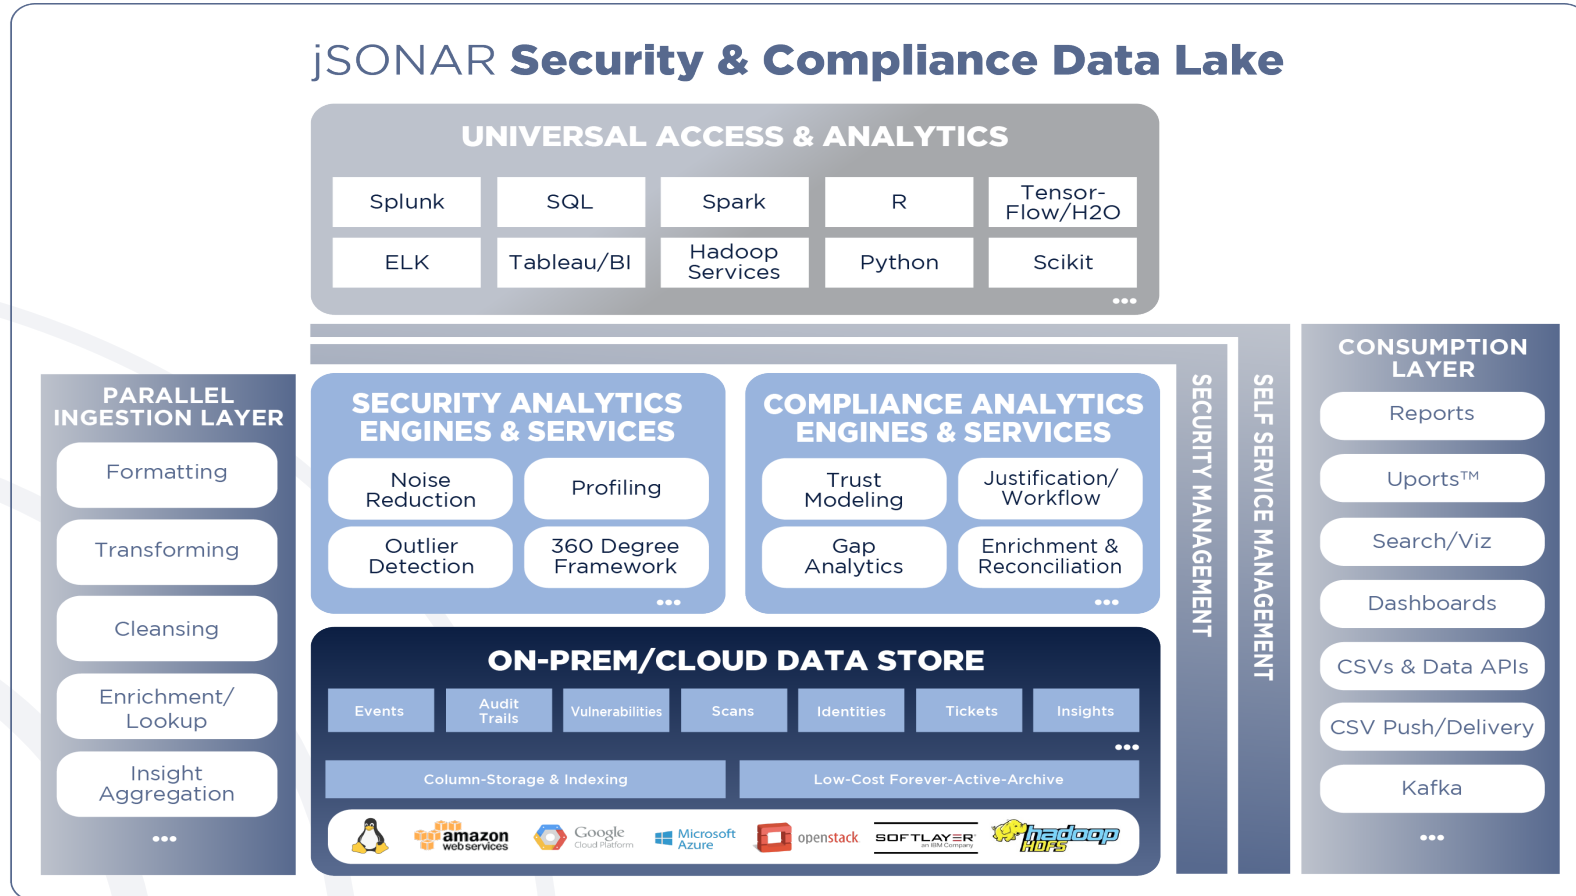 jSONAR Security & Compliance Data Lake
UNIVERSAL ACCESS & ANALYTICS
Splunk
SQL
Spark
R
Tensor-
Flow/H2O
ELK
Tableau/BI
Hadoop
Services
Python
Scikit
...
PARALLEL
INGESTION LAYER
Formatting
Transforming
Cleansing
Enrichment/
Lookup
Insight
Aggregation
...
SECURITY ANALYTICS
ENGINES & SERVICES
Noise
Reduction
Profiling
Outlier
Detection
360 Degree
Framework
...
COMPLIANCE ANALYTICS
ENGINES & SERVICES
Trust
Modeling
Justification/
Workflow
Gap
Analytics
Enrichment &
Reconciliation
...
ON-PREM/CLOUD DATA STORE
Events
Audit
Trails
Vulnerabilities
Scans
Identities
Tickets
Insights
...
Column-Storage & Indexing
Low-Cost Forever-Active-Archive
amazon
webservices
Google
Cloud Platform
Microsoft
Azure
openstack
SOFTLAYER
an IBM Company
hadoop
HDFS
SECURITY MANAGEMENT
SELF SERVICE MANAGEMENT
CONSUMPTION
LAYER
Reports
Uports™
Search/Viz
Dashboards
CSVs & Data APIs
CSV Push/Delivery
Kafka
...